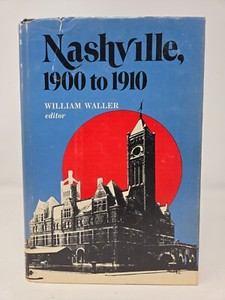 Nashville,
1900 to 1910
WILLIAM WALLER
editor